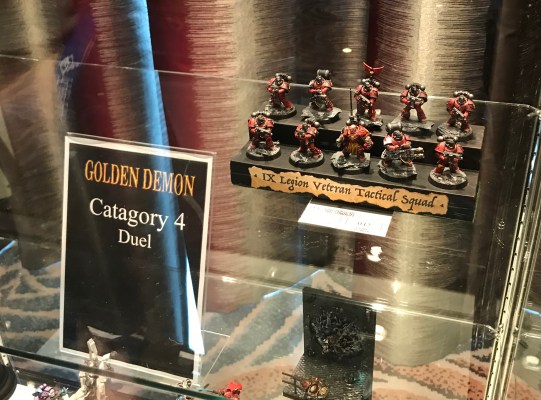 GOLDEN DEMON
Catagory 4
Duel
· IX Legion Veteran Tactical Squad ·